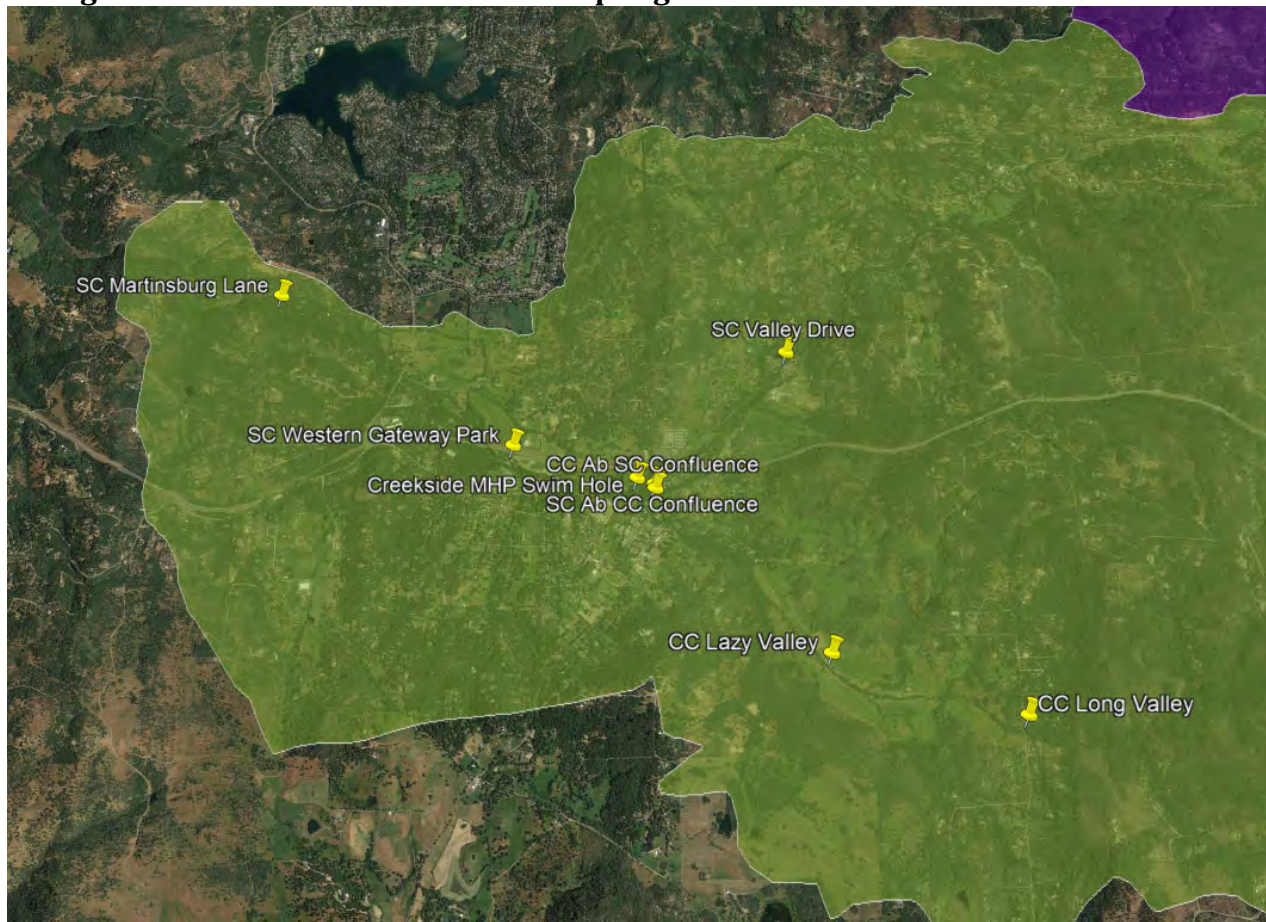 SC Martinsburg Lane
SC Valley Drive
SC Western Gateway Park
CC Ab SC Confluence
Creekside MHP Swim Hole
SC Ab CC Confluence
CC Lazy Valley
CC Long Valley